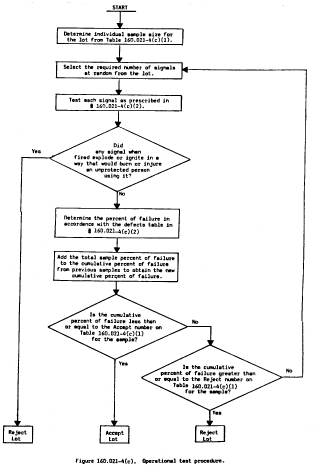 START
Determine individual sample size for
the lot from Table 160.021-4(c)(1).
Select the required number of signals
at random from the lot.
Test each signal as prescribed in
§ 160.021-4(c)(2).
Did
any signal when
fired explode or ignite in a
way that would burn or injure
an unprotected person
using it?
Yes
No
Determine the percent of failure in
accordance with the defects table in
§ 160.021-4(c)(2)
Add the total sample percent of failure
to the cumulative percent of failure
from previous samples to obtain the new
cumulative percent of failure.
Is the cumulative
percent of failure less than
or equal to the Accept number on
Table 160.021-4(c)(1)
for the sample?
No
Yes
Is the cumulative
percent of failure greater than
or equal to the Reject number on
Table 160.021-4(c)(1)
for the sample?
No
Yes
Reject
Lot
Accept
Lot
Reject
Lot
Figure 160.021-4(c). Operational test procedure.